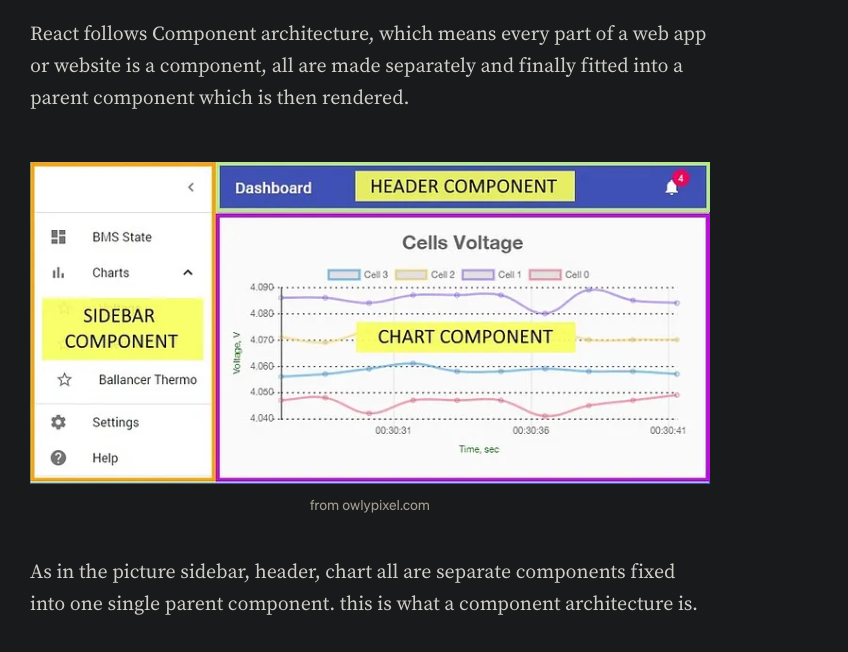 React follows Component architecture, which means every part of a web app
or website is a component, all are made separately and finally fitted into a
parent component which is then rendered.
Dashboard
HEADER COMPONENT
4
BMS State
Charts
SIDEBAR
COMPONENT
Ballancer Thermo
Settings
Help
Cells Voltage
Cell 3 Cell 2 Cell 1 Cell 0
4.090
4.080
4.070
4.060
4.050
4.040
Voltage, V
CHART COMPONENT
00:30:31 00:30:36 00:30:41
Time, sec
from owlypixel.com
As in the picture sidebar, header, chart all are separate components fixed
into one single parent component. this is what a component architecture is.